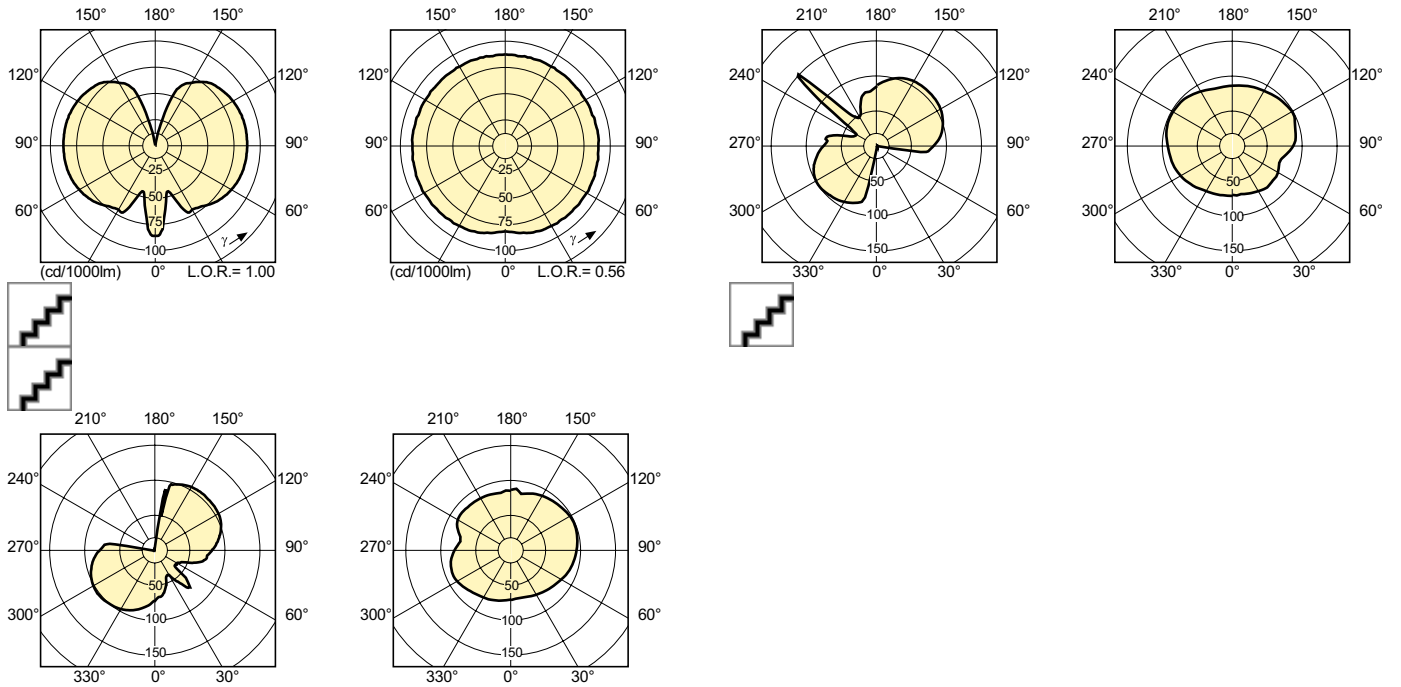 150° 180° 150° 150° 180° 150° 210° 180° 150° 210° 180° 150°
120° 120° 120° 120° 240° 120° 240° 120°
90° 90° 90° 90° 270° 90° 270° 90°
25 25 50 50
50 50
60° 60° 60° 60° 300° 60° 300° 60°
75 75 100 100
γ γ
100 100 150 150
(cd/1000lm) 0° L.O.R.= 1.00 (cd/1000lm) 0° L.O.R.= 0.56 330° 0° 30° 330° 0° 30°
210° 180° 150° 210° 180° 150°
240° 120° 240° 120°
270° 90° 270° 90°
50 50
300° 60° 300° 60°
100 100
150 150
330° 0° 30° 330° 0° 30°